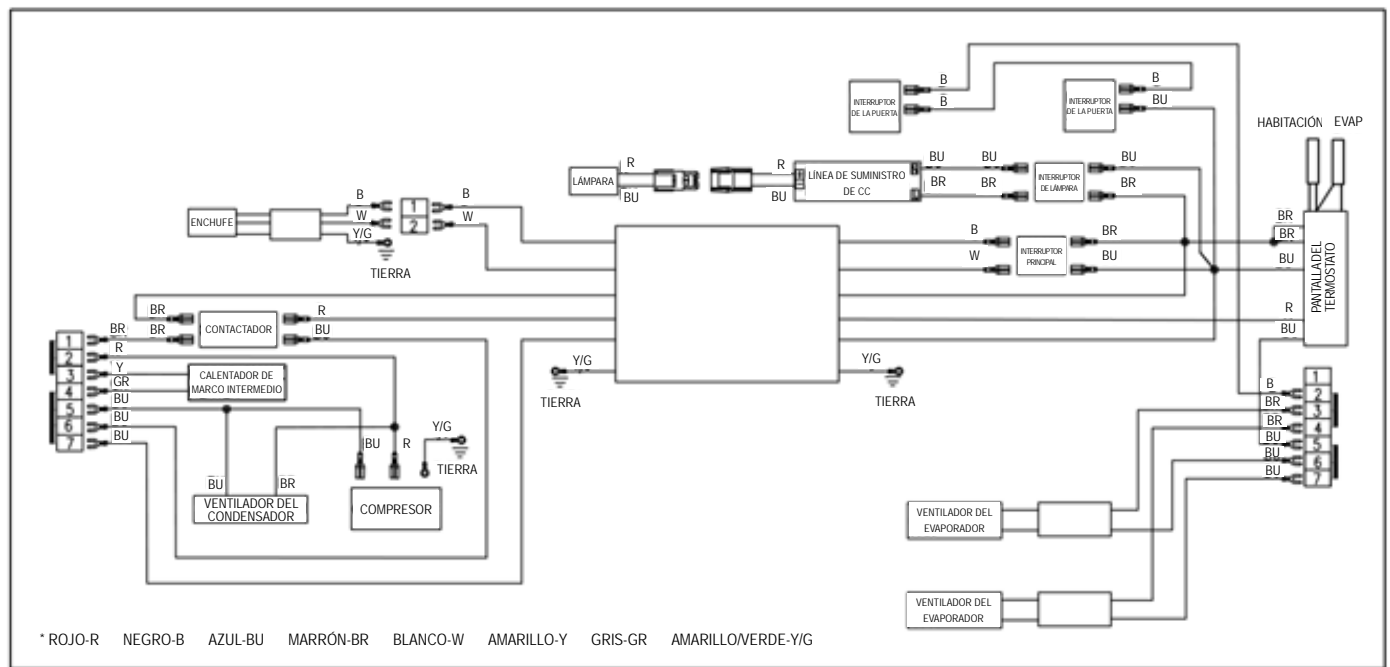 B
B
INTERRUPTOR
DE LA PUERTA
B
BU
INTERRUPTOR
DE LA PUERTA
HABITACIÓN EVAP
LÁMPARA
R
BU
R
BU
LÍNEA DE SUMINISTRO
DE CC
BU
BR
BU
BR
INTERRUPTOR
DE LÁMPARA
BU
BR
ENCHUFE
B
W
Y/G
TIERRA
1
2
B
W
B
W
INTERRUPTOR
PRINCIPAL
BR
BU
BR
BR
BU
R
BU
PANTALLA DEL
TERMOSTATO
BR
BR
CONTACTADOR
R
BU
1
2
3
4
5
6
7
BR
R
Y
GR
BU
BU
BU
CALENTADOR DE
MARCO INTERMEDIO
Y/G
TIERRA
Y/G
TIERRA
BU
R
Y/G
TIERRA
BU
BR
VENTILADOR DEL
CONDENSADOR
COMPRESOR
B
BR
BR
BU
BU
BU
1
2
3
4
5
6
7
VENTILADOR DEL
EVAPORADOR
VENTILADOR DEL
EVAPORADOR
* ROJO-R NEGRO-B AZUL-BU MARRÓN-BR BLANCO-W AMARILLO-Y GRIS-GR AMARILLO/VERDE-Y/G